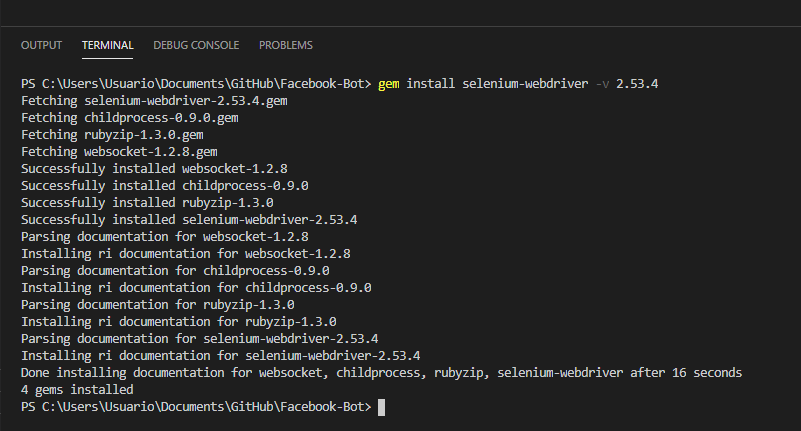 OUTPUT TERMINAL DEBUG CONSOLE PROBLEMS
PS C:\Users\Usuario\Documents\GitHub\Facebook-Bot> gem install selenium-webdriver -v 2.53.4
Fetching selenium-webdriver-2.53.4.gem
Fetching childprocess-0.9.0.gem
Fetching rubyzip-1.3.0.gem
Fetching websocket-1.2.8.gem
Successfully installed websocket-1.2.8
Successfully installed childprocess-0.9.0
Successfully installed rubyzip-1.3.0
Successfully installed selenium-webdriver-2.53.4
Parsing documentation for websocket-1.2.8
Installing ri documentation for websocket-1.2.8
Parsing documentation for childprocess-0.9.0
Installing ri documentation for childprocess-0.9.0
Parsing documentation for rubyzip-1.3.0
Installing ri documentation for rubyzip-1.3.0
Parsing documentation for selenium-webdriver-2.53.4
Installing ri documentation for selenium-webdriver-2.53.4
Done installing documentation for websocket, childprocess, rubyzip, selenium-webdriver after 16 seconds
4 gems installed
PS C:\Users\Usuario\Documents\GitHub\Facebook-Bot>